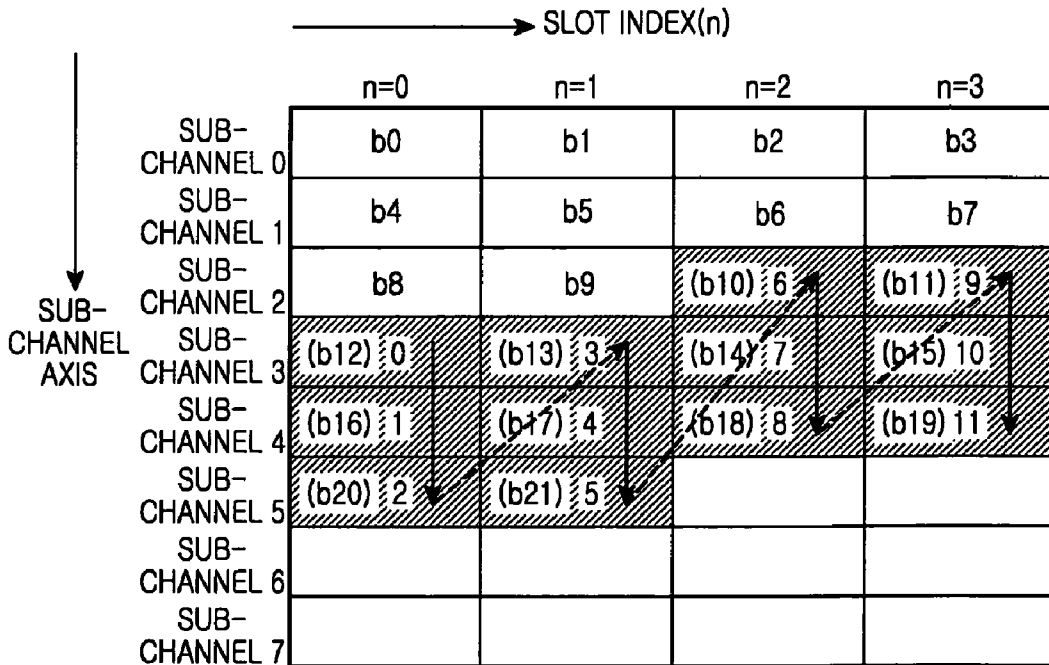 SLOT INDEX(n)
n=0 n=1 n=2 n=3
SUB-
CHANNEL 0 b0 b1 b2 b3
SUB-
CHANNEL 1 b4 b5 b6 b7
SUB-
CHANNEL 2 b8 b9 (b10) 6 (b11) 9
SUB-
CHANNEL 3 (b12) 0 (b13) 3 (b14) 7 (b15) 10
SUB-
CHANNEL 4 (b16) 1 (b17) 4 (b18) 8 (b19) 11
SUB-
CHANNEL 5 (b20) 2 (b21) 5
SUB-
CHANNEL 6
SUB-
CHANNEL 7
SUB-
CHANNEL
AXIS